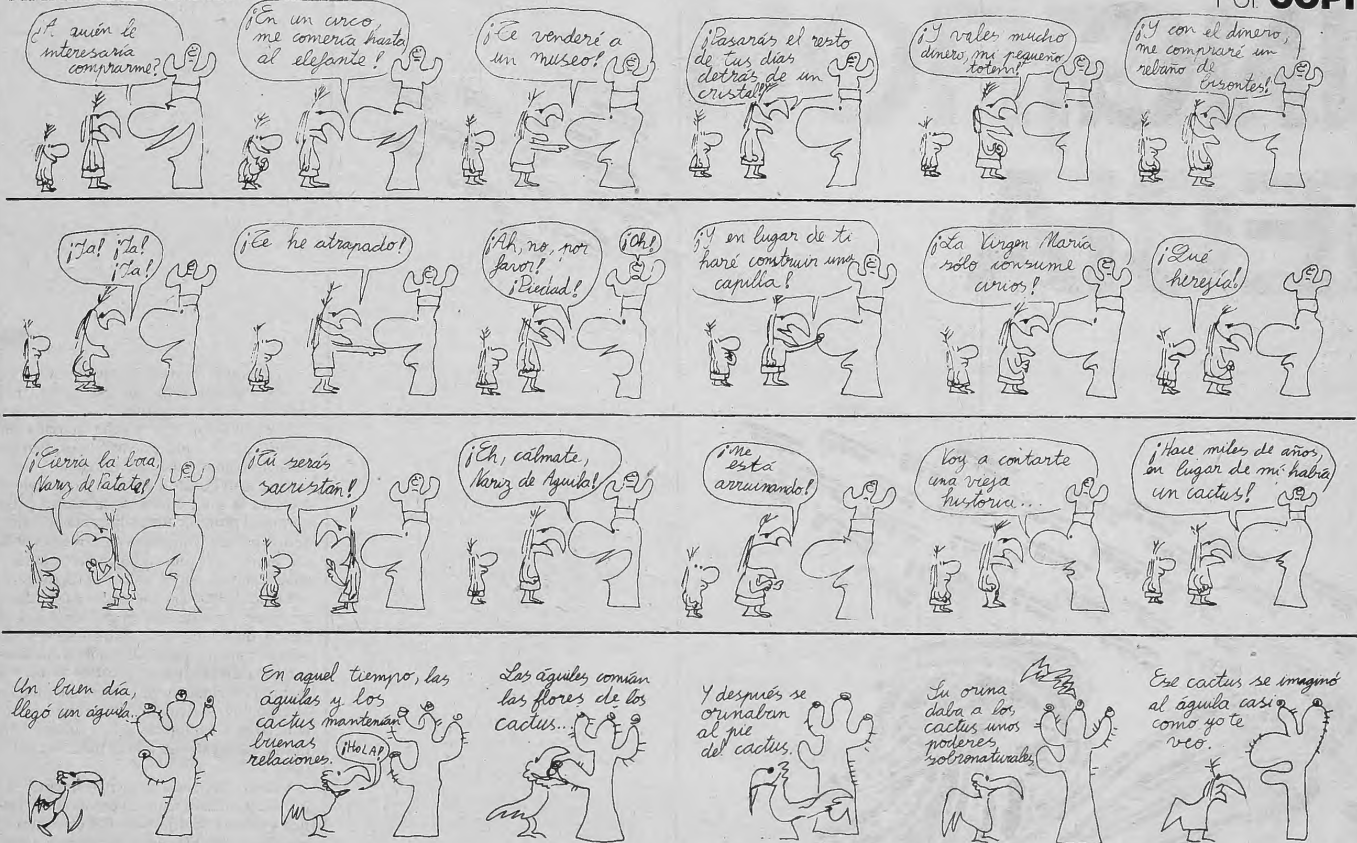 Por COPI
¿A quién le
interesaría
comprarme?
¡En un circo,
me comería hasta
al elefante!
¡Te venderé a
un museo!
¡Pasarás el resto
de tus días
detrás de un
cristal!
¡Y vales mucho
dinero, mi pequeño
totem!
¡Y con el dinero,
me compraré un
rebaño de
bisontes!
¡Ja! ¡Ja!
¡Ja!
¡Te he atrapado!
¡Ah, no, por
favor!
¡Piedad!
¡Oh!
¡Y en lugar de ti
haré construir una
capilla!
¡La Virgen María
sólo consume
cirios!
¡Qué
herejía!
¡Cierra la boca,
Nariz de Patata!
¡Tú serás
sacristán!
¡Eh, cálmate,
Nariz de Aguila!
¡Me
está
arruinando!
Voy a contarte
una vieja
historia...
¡Hace miles de años,
en lugar de mí había
un cactus!
Un buen día,
llegó un águila...
En aquel tiempo, las
águilas y los
cactus mantenían
buenas
relaciones.
¡HOLA!
Las águiles comían
las flores de los
cactus...
Y después se
orinaban
al pie
del cactus.
Su orina
daba a los
cactus unos
poderes
sobronaturales
Ese cactus se imaginó
al águila casi
como yo te
veo.